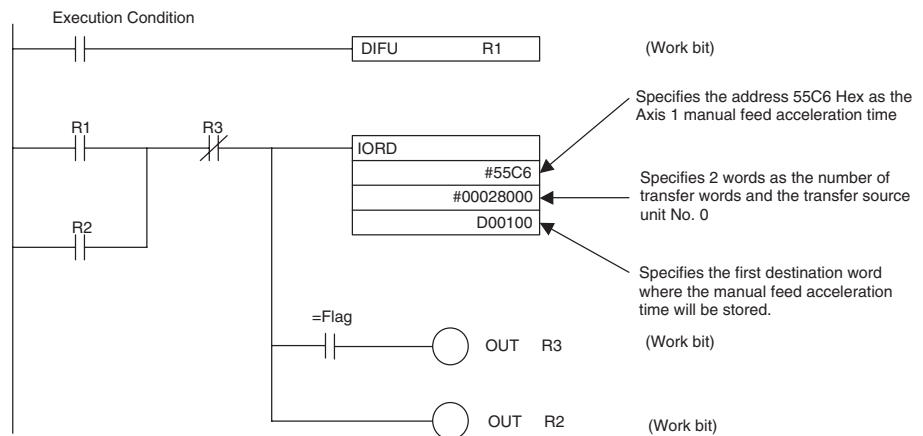 Execution Condition
DIFU R1
(Work bit)
Specifies the address 55C6 Hex as the
Axis 1 manual feed acceleration time
R1
R3
IORD
#55C6
#00028000
D00100
Specifies 2 words as the number of
transfer words and the transfer source
unit No. 0
R2
Specifies the first destination word
where the manual feed acceleration
time will be stored.
=Flag
OUT R3
(Work bit)
OUT R2
(Work bit)